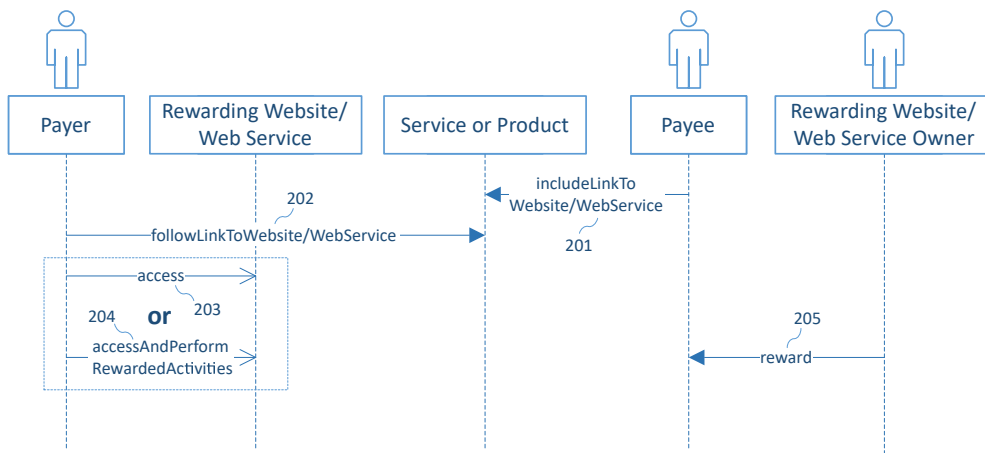 Payer
Rewarding Website/
Web Service
Service or Product
Payee
Rewarding Website/
Web Service Owner
includeLinkTo
Website/WebService
201
202
followLinkToWebsite/WebService
access
203
or
204
accessAndPerform
RewardedActivities
205
reward